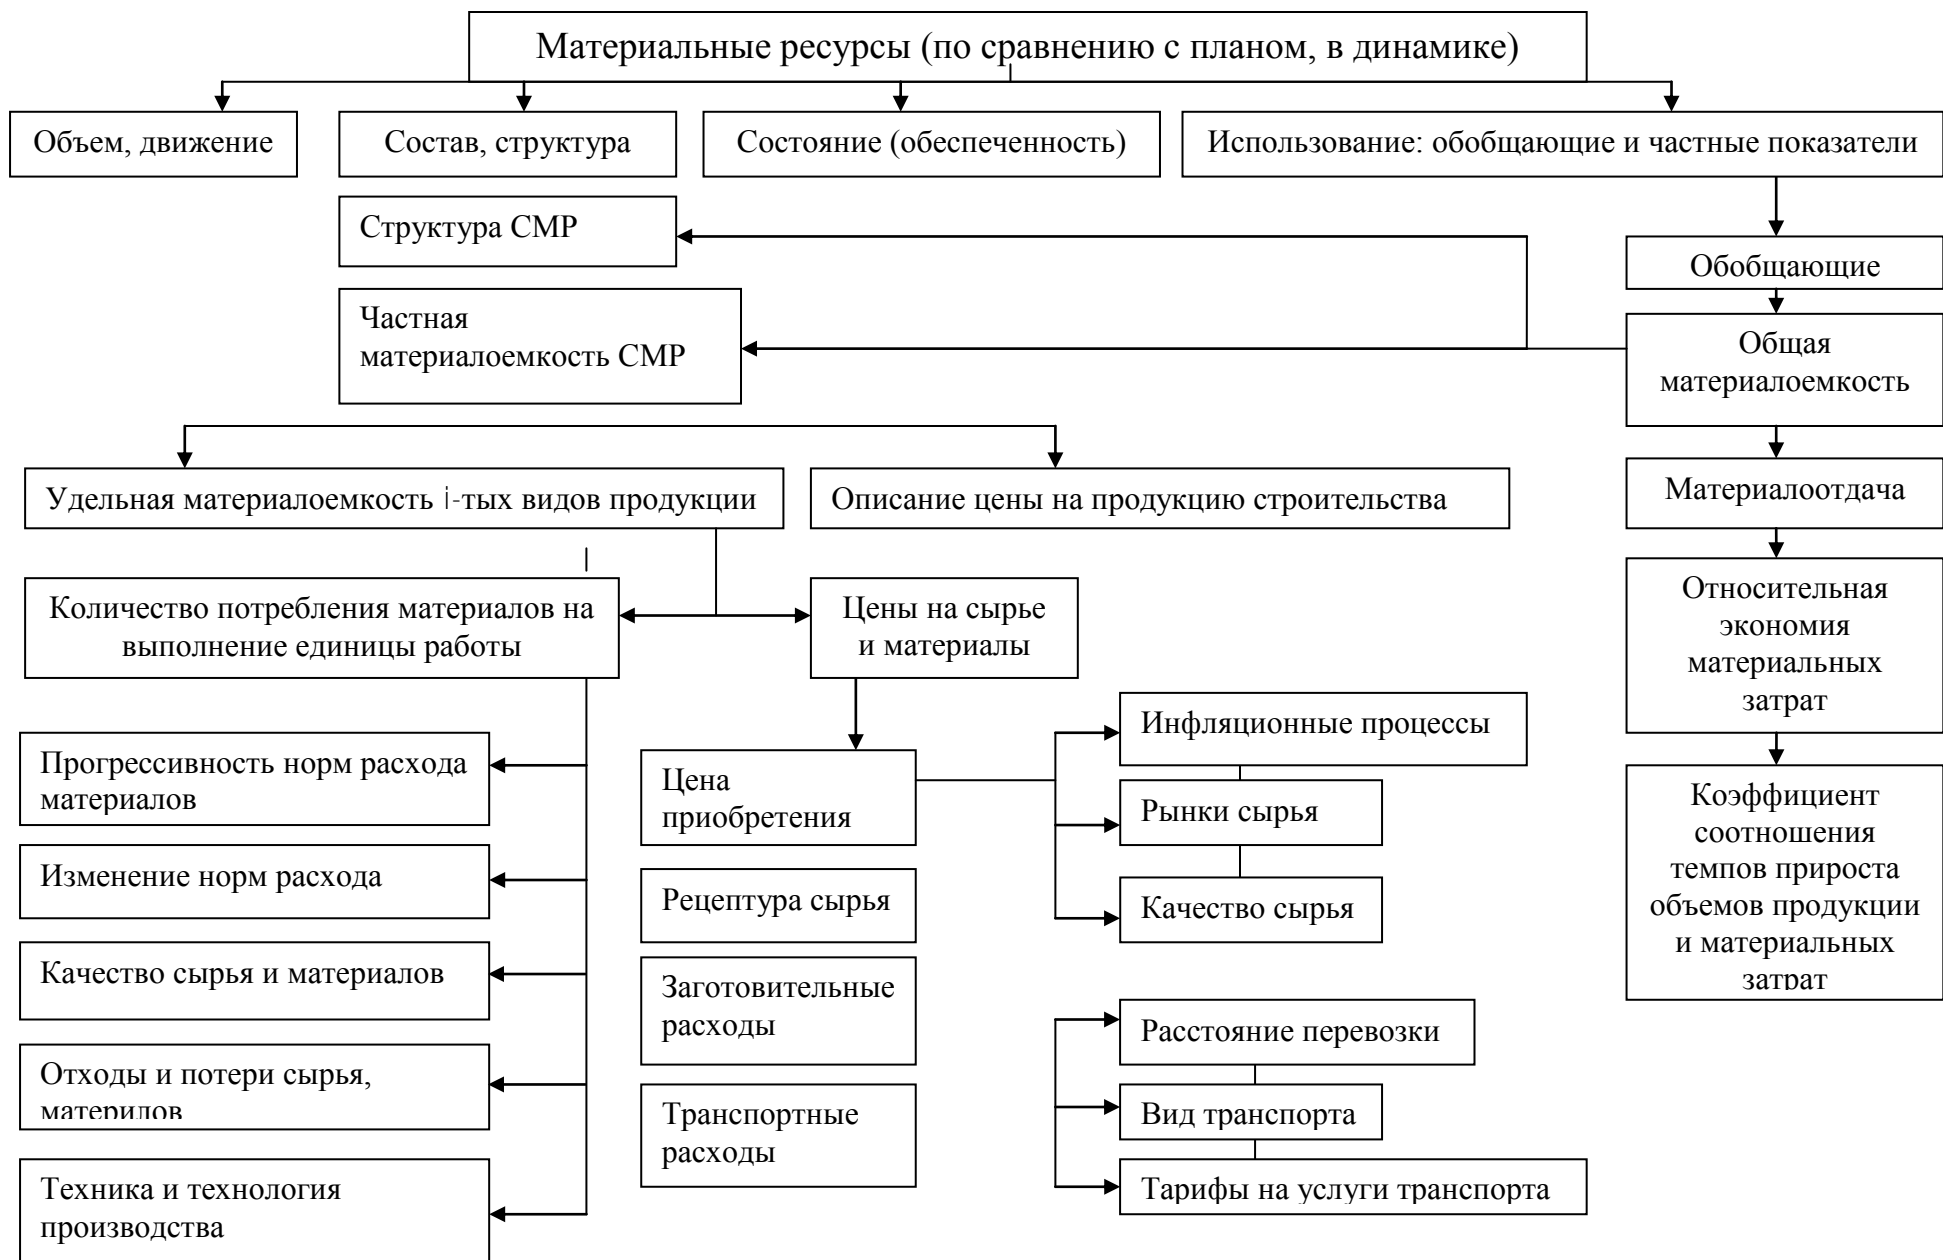 Материальные ресурсы (по сравнению с планом, в динамике)
Объем, движение
Состав, структура
Состояние (обеспеченность)
Использование: обобщающие и частные показатели
Структура СМР
Обобщающие
Частная
материалоемкость СМР
Общая
материалоемкость
Удельная материалоемкость i-тых видов продукции
Описание цены на продукцию строительства
Материалоотдача
Количество потребления материалов на
выполнение единицы работы
Цены на сырье
и материалы
Относительная
экономия
материальных
затрат
Прогрессивность норм расхода
материалов
Изменение норм расхода
Качество сырья и материалов
Отходы и потери сырья,
материлов
Техника и технология
производства
Цена
приобретения
Рецептура сырья
Заготовительные
расходы
Транспортные
расходы
Инфляционные процессы
Рынки сырья
Качество сырья
Расстояние перевозки
Вид транспорта
Тарифы на услуги транспорта
Коэффициент
соотношения
темпов прироста
объемов продукции
и материальных
затрат